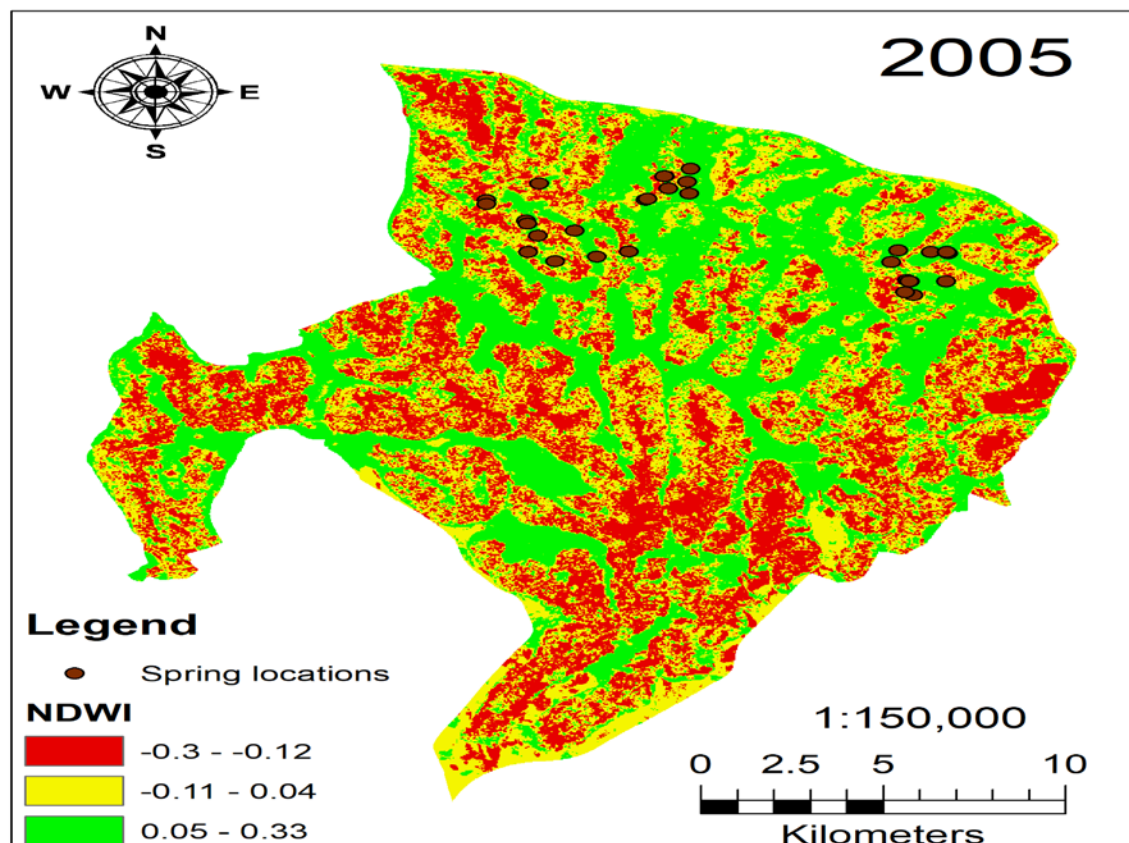 2005
N
W E
S
Legend
Spring locations
NDWI
-0.3 - -0.12
-0.11 - 0.04
0.05 - 0.33
1:150,000
0 2.5 5 10
Kilometers